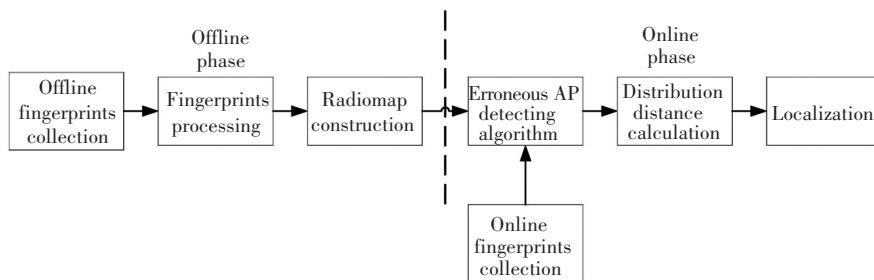 Offline
phase
Online
phase
Offline
fingerprints
collection
Fingerprints
processing
Radiomap
construction
Erroneous AP
detecting
algorithm
Distribution
distance
calculation
Localization
Online
fingerprints
collection